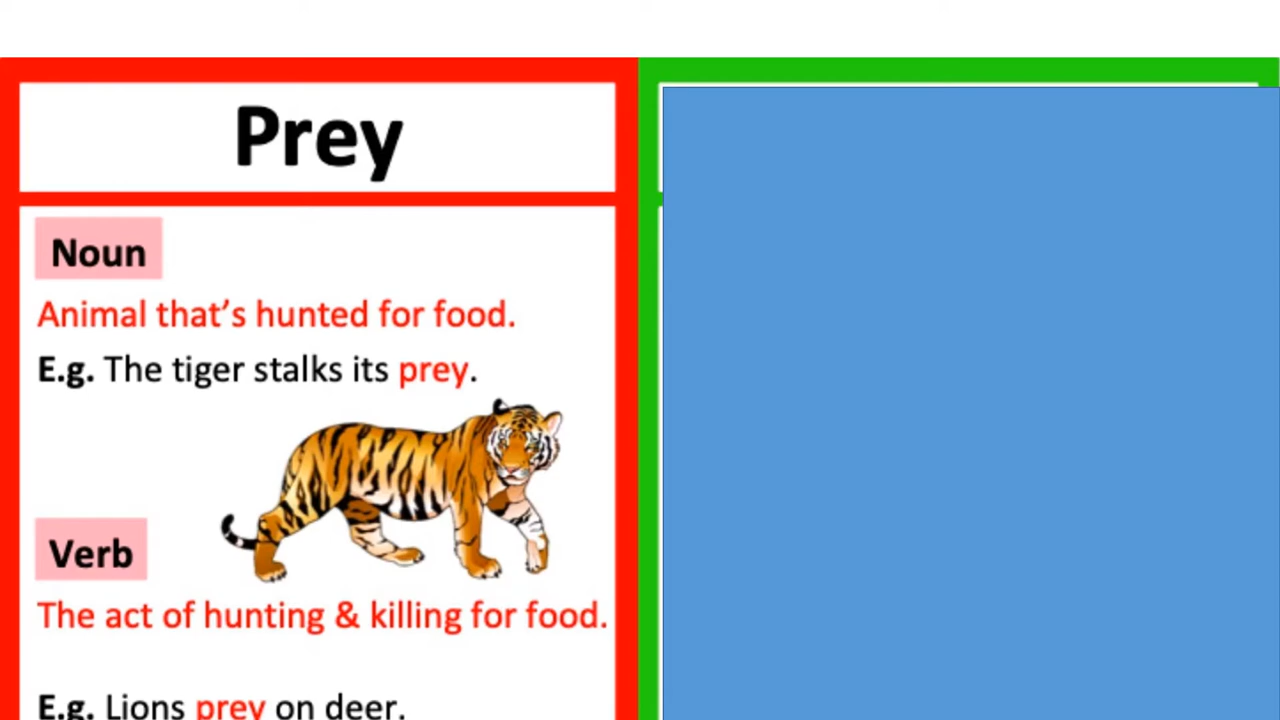 Prey
Noun
Animal that's hunted for food.
E.g. The tiger stalks its prey.
Verb
The act of hunting & killing for food.
E.g. Lions prey on deer.